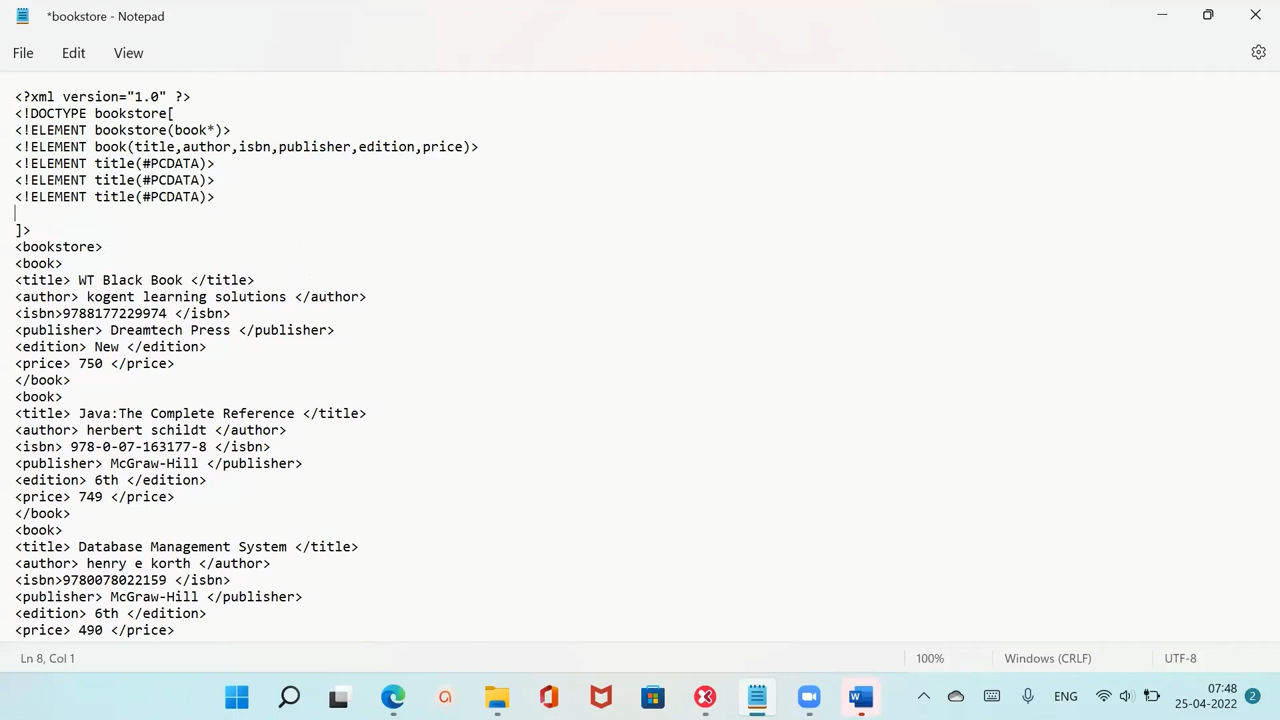 *bookstore - Notepad
File Edit View
<?xml version="1.0" ?>
<!DOCTYPE bookstore[
<!ELEMENT bookstore(book*)>
<!ELEMENT book(title,author,isbn,publisher,edition,price)>
<!ELEMENT title(#PCDATA)>
<!ELEMENT title(#PCDATA)>
<!ELEMENT title(#PCDATA)>
]>
<bookstore>
<book>
<title> WT Black Book </title>
<author> kogent learning solutions </author>
<isbn>9788177229974 </isbn>
<publisher> Dreamtech Press </publisher>
<edition> New </edition>
<price> 750 </price>
</book>
<book>
<title> Java:The Complete Reference </title>
<author> herbert schildt </author>
<isbn> 978-0-07-163177-8 </isbn>
<publisher> McGraw-Hill </publisher>
<edition> 6th </edition>
<price> 749 </price>
</book>
<book>
<title> Database Management System </title>
<author> henry e korth </author>
<isbn>9780078022159 </isbn>
<publisher> McGraw-Hill </publisher>
<edition> 6th </edition>
<price> 490 </price>
Ln 8, Col 1 100% Windows (CRLF) UTF-8
ENG 07:48 2
25-04-2022